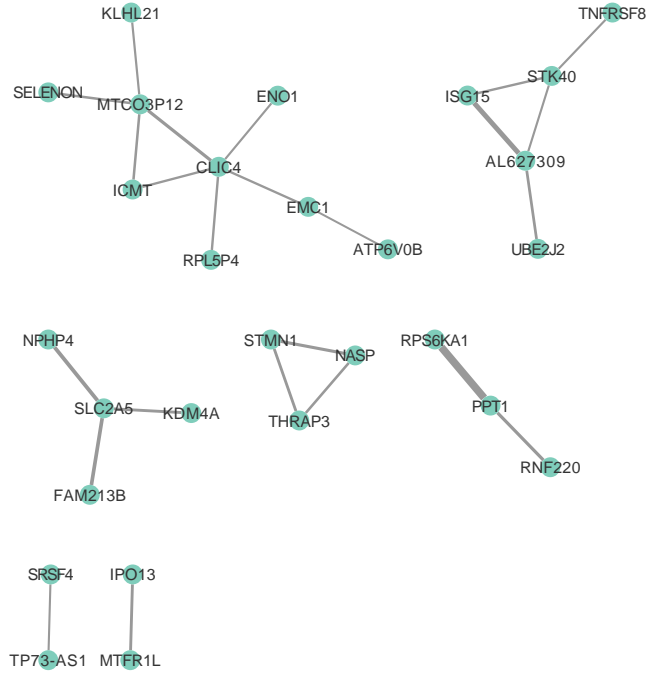 KLHL21
TNFRSF8
SELENON
MTCO3P12
ENO1
ISG15
STK40
CLIC4
AL627309
ICMT
EMC1
RPL5P4
ATP6V0B
UBE2J2
NPHP4
STMN1
NASP
RPS6KA1
SLC2A5
KDM4A
THRAP3
PPT1
FAM213B
RNF220
SRSF4
IPO13
TP73-AS1
MTFR1L